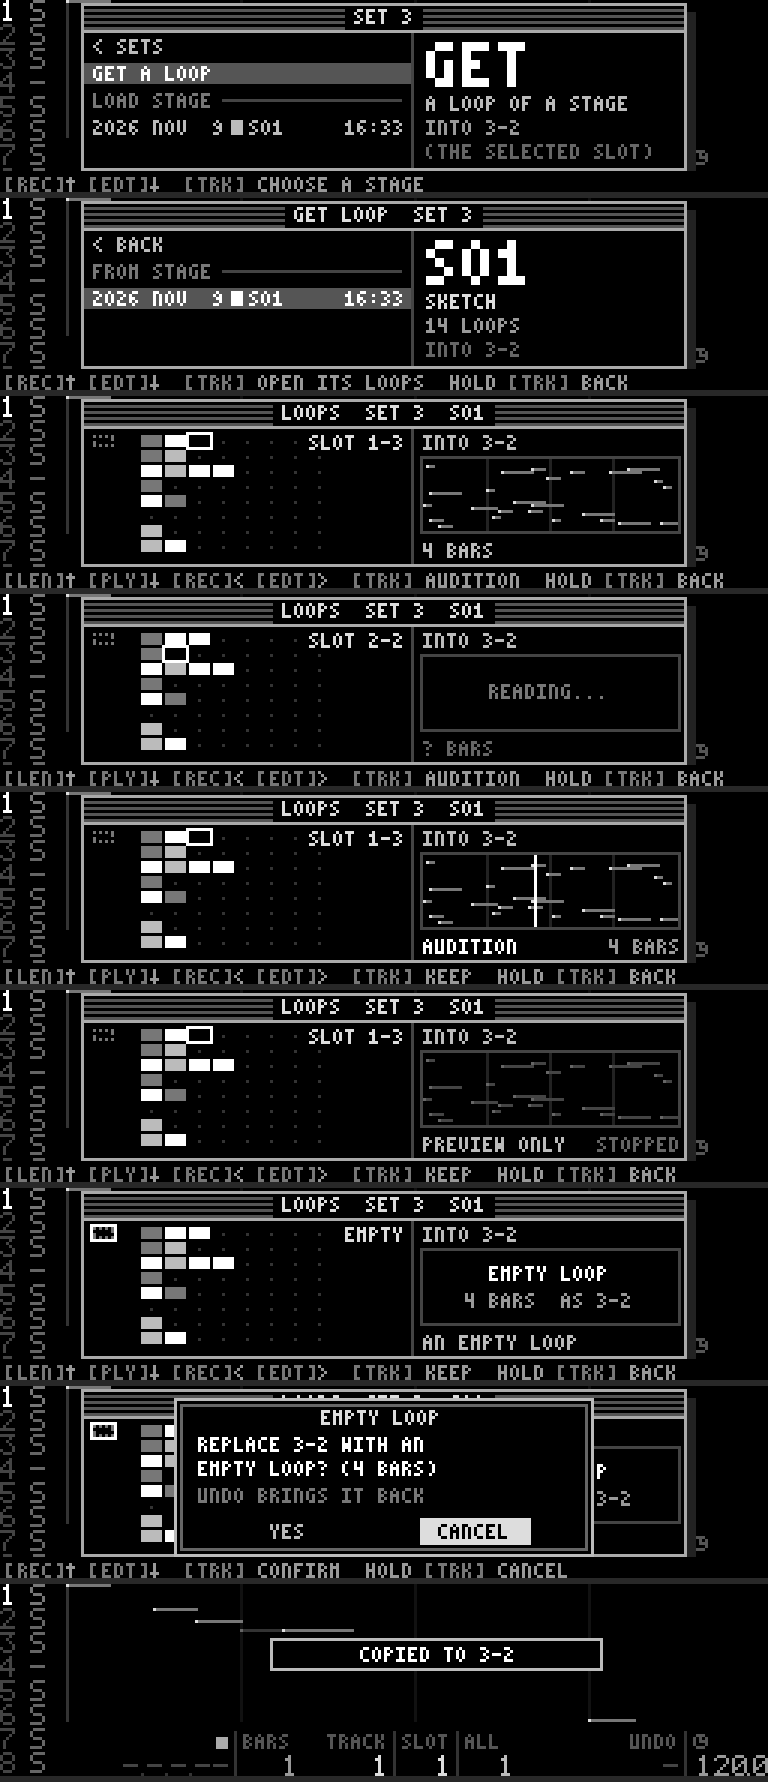 SET 3
< SETS
GET A LOOP
LOAD STAGE
2026 NOV 9 S01 16:33
GET
A LOOP OF A STAGE
INTO 3-2
(THE SELECTED SLOT)
[REC]↑ [EDT]↓ [TRK] CHOOSE A STAGE
GET LOOP SET 3
< BACK
FROM STAGE
2026 NOV 9 S01 16:33
S01
SKETCH
14 LOOPS
INTO 3-2
[REC]↑ [EDT]↓ [TRK] OPEN ITS LOOPS HOLD [TRK] BACK
LOOPS SET 3 S01
SLOT 1-3
INTO 3-2
4 BARS
[LEN]↑ [PLY]↓ [REC]< [EDT]> [TRK] AUDITION HOLD [TRK] BACK
LOOPS SET 3 S01
SLOT 2-2
INTO 3-2
READING...
? BARS
[LEN]↑ [PLY]↓ [REC]< [EDT]> [TRK] AUDITION HOLD [TRK] BACK
LOOPS SET 3 S01
SLOT 1-3
INTO 3-2
AUDITION 4 BARS
[LEN]↑ [PLY]↓ [REC]< [EDT]> [TRK] KEEP HOLD [TRK] BACK
LOOPS SET 3 S01
SLOT 1-3
INTO 3-2
PREVIEW ONLY STOPPED
[LEN]↑ [PLY]↓ [REC]< [EDT]> [TRK] KEEP HOLD [TRK] BACK
LOOPS SET 3 S01
EMPTY
INTO 3-2
EMPTY LOOP
4 BARS AS 3-2
AN EMPTY LOOP
[LEN]↑ [PLY]↓ [REC]< [EDT]> [TRK] KEEP HOLD [TRK] BACK
EMPTY LOOP
REPLACE 3-2 WITH AN
EMPTY LOOP? (4 BARS)
UNDO BRINGS IT BACK
YES CANCEL
P
3-2
[REC]↑ [EDT]↓ [TRK] CONFIRM HOLD [TRK] CANCEL
COPIED TO 3-2
BARS TRACK SLOT ALL UNDO
1 1 1 1 - 120.0